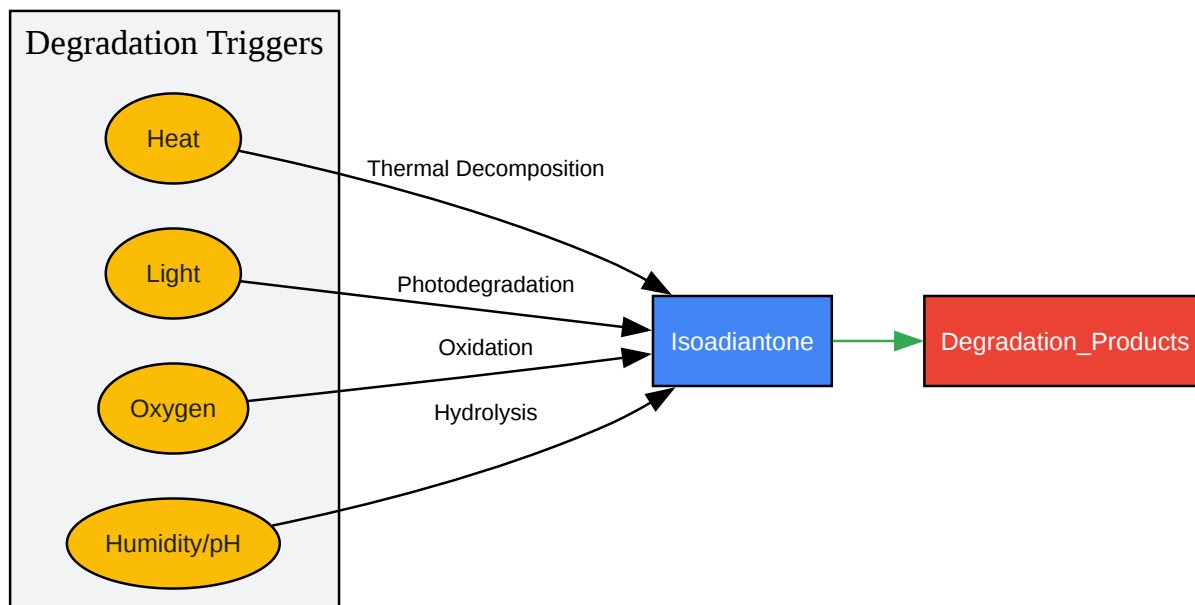 Degradation Triggers
Heat
Thermal Decomposition
Light
Photodegradation
Oxidation
Isoadiantone
Degradation_Products
Oxygen
Hydrolysis
Humidity/pH